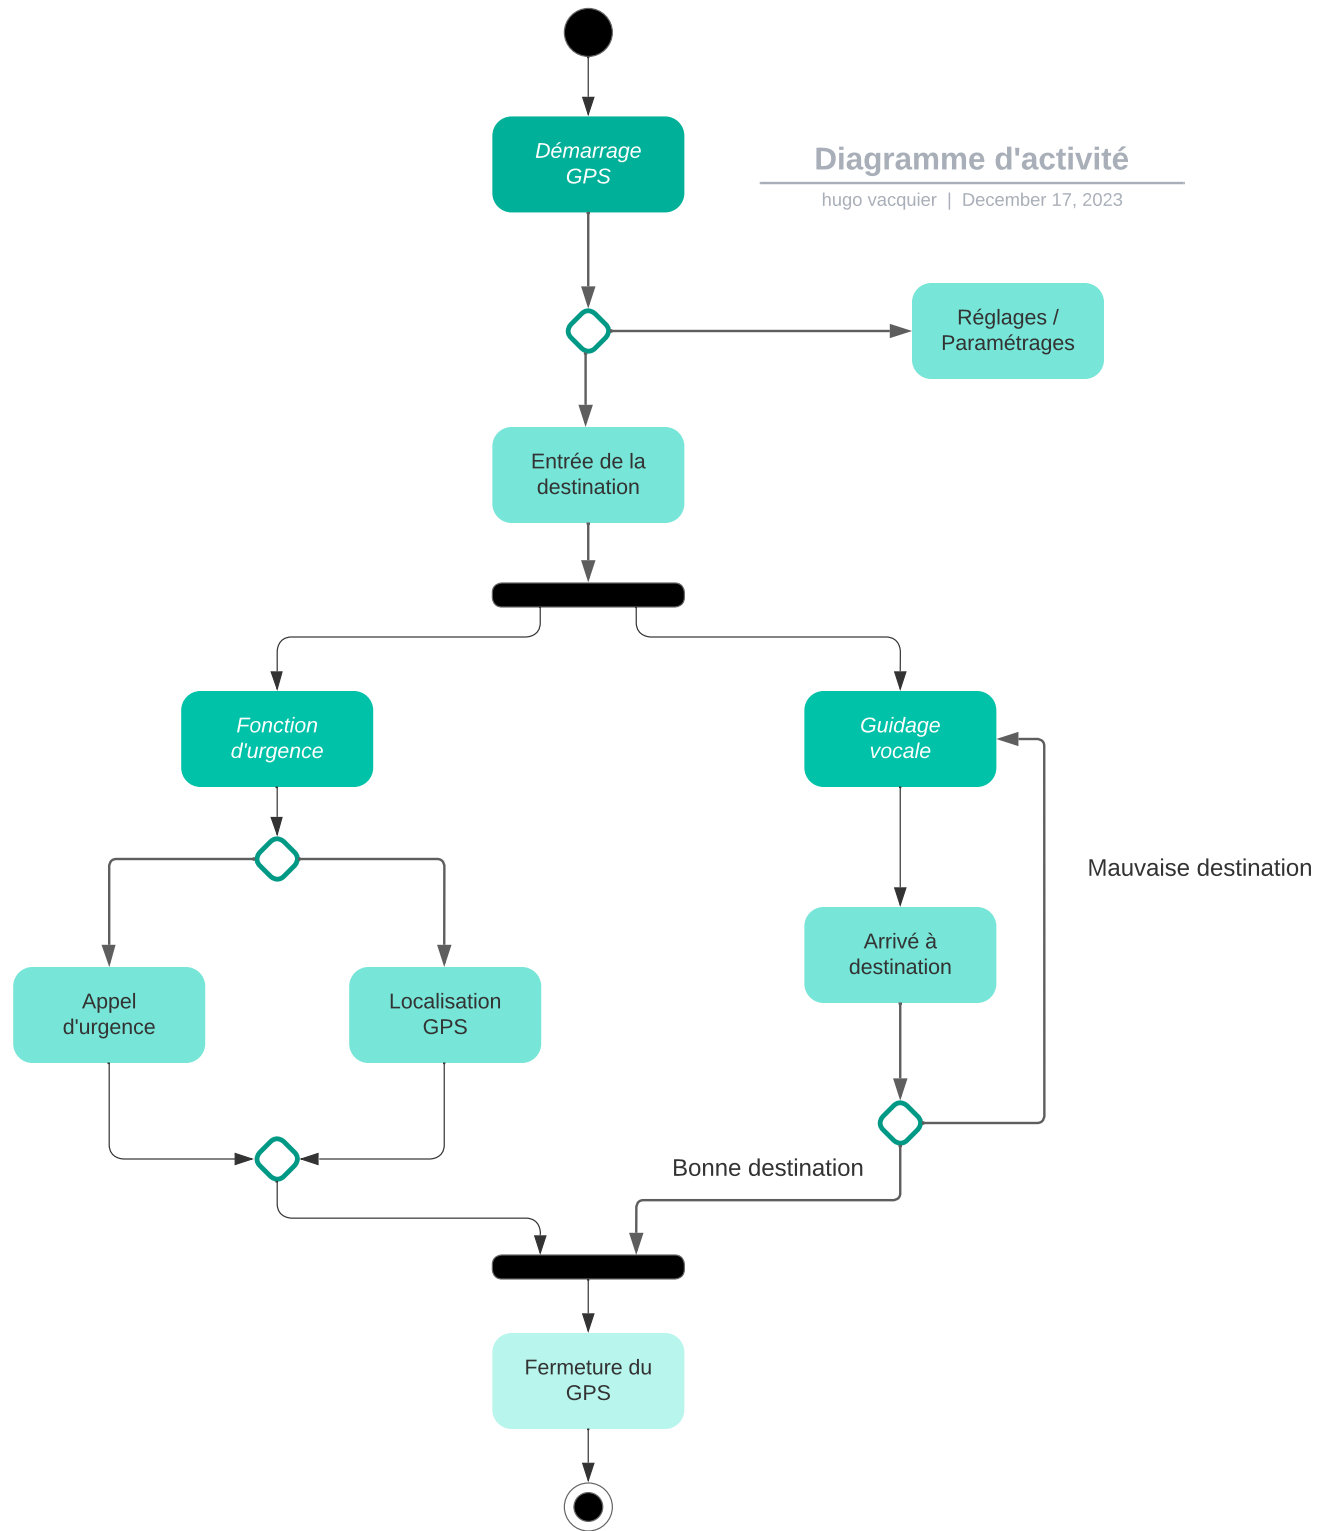 Démarrage
GPS
Diagramme d'activité
hugo vacquier | December 17, 2023
Réglages /
Paramétrages
Entrée de la
destination
Fonction
d'urgence
Guidage
vocale
Mauvaise destination
Arrivé à
destination
Appel
d'urgence
Localisation
GPS
Bonne destination
Fermeture du
GPS